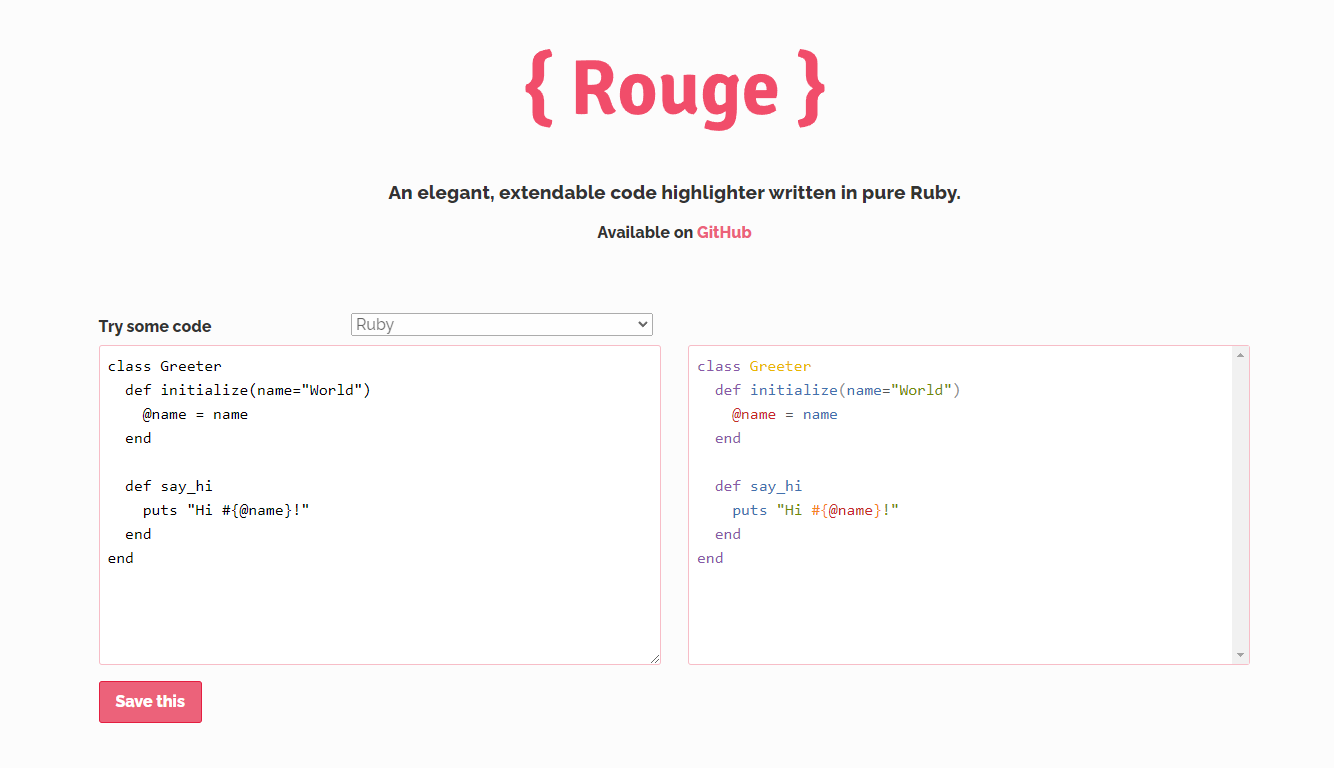 { Rouge }
An elegant, extendable code highlighter written in pure Ruby.
Available on GitHub
Try some code
Ruby
class Greeter
  def initialize(name="World")
    @name = name
  end

  def say_hi
    puts "Hi #{@name}!"
  end
end
class Greeter
  def initialize(name="World")
    @name = name
  end

  def say_hi
    puts "Hi #{@name}!"
  end
end
Save this